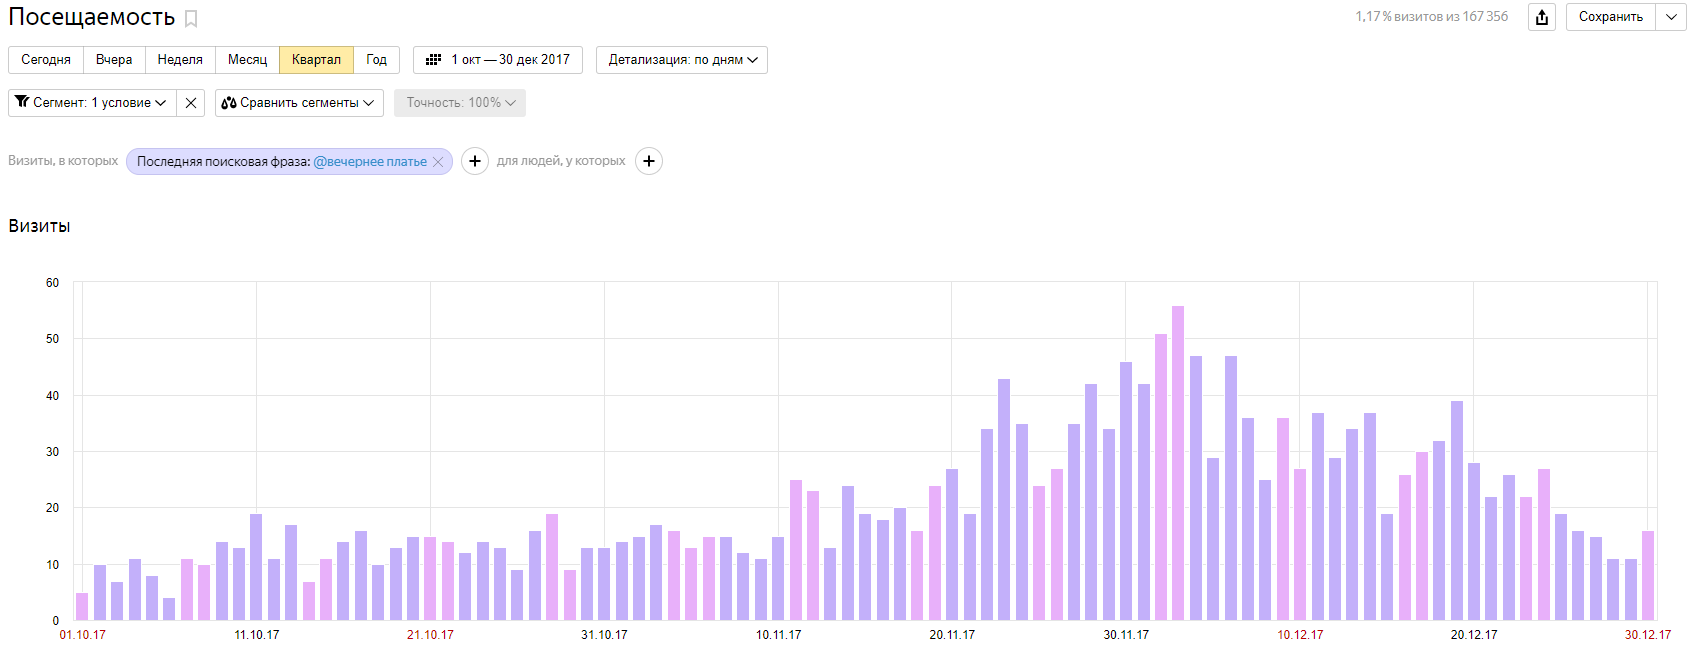 Посещаемость
1,17 % визитов из 167 356
Сохранить
Сегодня Вчера Неделя Месяц Квартал Год
1 окт — 30 дек 2017
Детализация: по дням
Сегмент: 1 условие
Сравнить сегменты
Точность: 100%
Визиты, в которых
Последняя поисковая фраза: @вечернее платье
+
для людей, у которых
+
Визиты
60
50
40
30
20
10
0
01.10.17 11.10.17 21.10.17 31.10.17 10.11.17 20.11.17 30.11.17 10.12.17 20.12.17 30.12.17